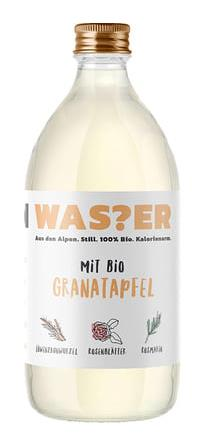 WAS?ER
Aus den Alpen. Still. 100% Bio. Kalorienarm.
MIT BIO
GRANATAPFEL
LÖWENZAHNWURZEL ROSENBLÄTTER ROSMARIN